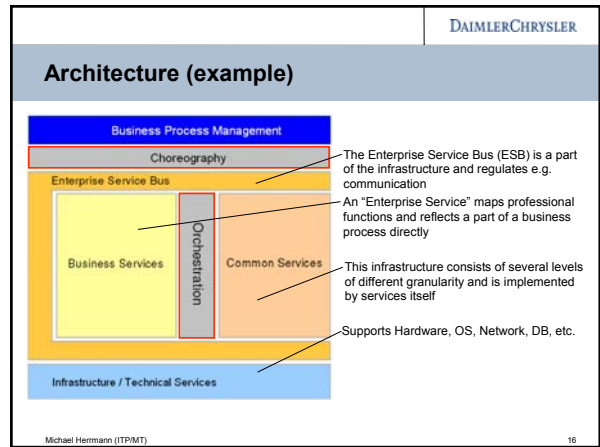 DAIMLERCHRYSLER
Architecture (example)
Business Process Management
Choreography
Enterprise Service Bus
Business Services
Orchestration
Common Services
Infrastructure / Technical Services
The Enterprise Service Bus (ESB) is a part
of the infrastructure and regulates e.g.
communication
An “Enterprise Service” maps professional
functions and reflects a part of a business
process directly
This infrastructure consists of several levels
of different granularity and is implemented
by services itself
Supports Hardware, OS, Network, DB, etc.
Michael Herrmann (ITP/MT)
16